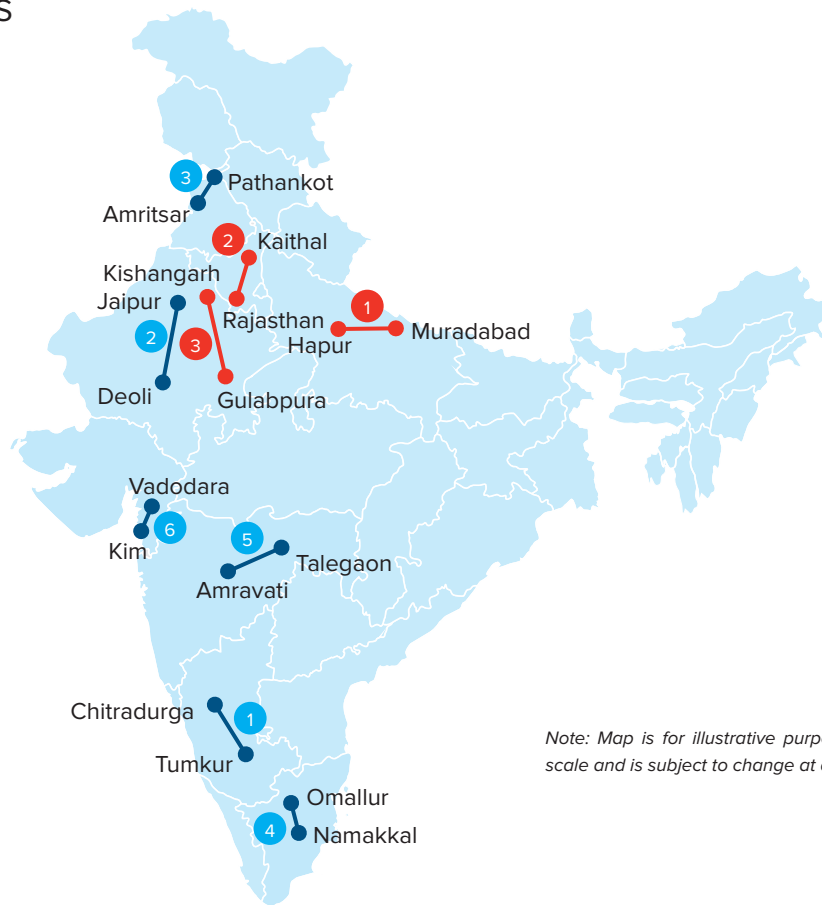 S
3
Pathankot
Amritsar
2
Kaithal
Kishangarh
Jaipur
1
Rajasthan
Muradabad
2
3
Hapur
Deoli
Gulabpura
Vadodara
6
5
Kim
Talegaon
Amravati
Chitradurga
1
Note: Map is for illustrative
Tumkur
scale and is subject to change at
Omallur
4
Namakkal